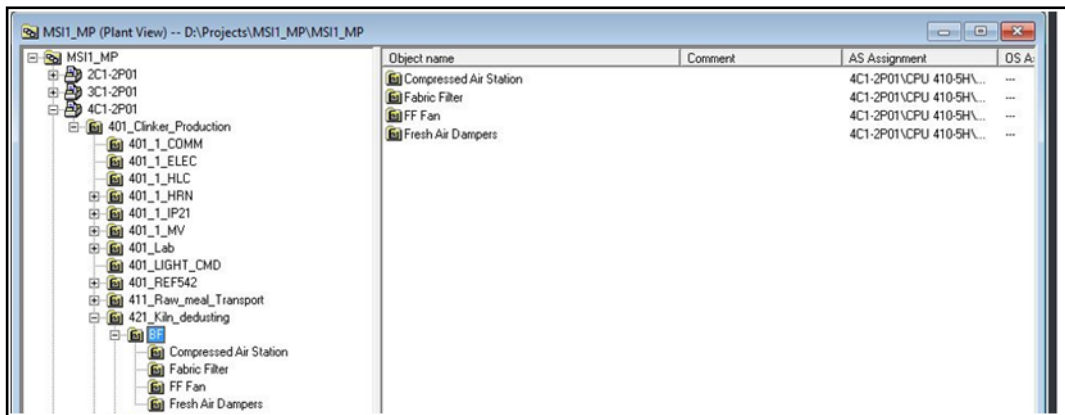 MSI1_MP (Plant View) -- D:\Projects\MSI1_MP\MSI1_MP
MSI1_MP
2C1-2P01
3C1-2P01
4C1-2P01
401_Clinker_Production
401_1_COMM
401_1_ELEC
401_1_HLC
401_1_HRN
401_1_IP21
401_1_MV
401_Lab
401_LIGHT_CMD
401_REF542
411_Raw_meal_Transport
421_Kiln_dedusting
BF
Compressed Air Station
Fabric Filter
FF Fan
Fresh Air Dampers
Object name Comment AS Assignment OS A
Compressed Air Station 4C1-2P01\CPU 410-5H\... ---
Fabric Filter 4C1-2P01\CPU 410-5H\... ---
FF Fan 4C1-2P01\CPU 410-5H\... ---
Fresh Air Dampers 4C1-2P01\CPU 410-5H\... ---